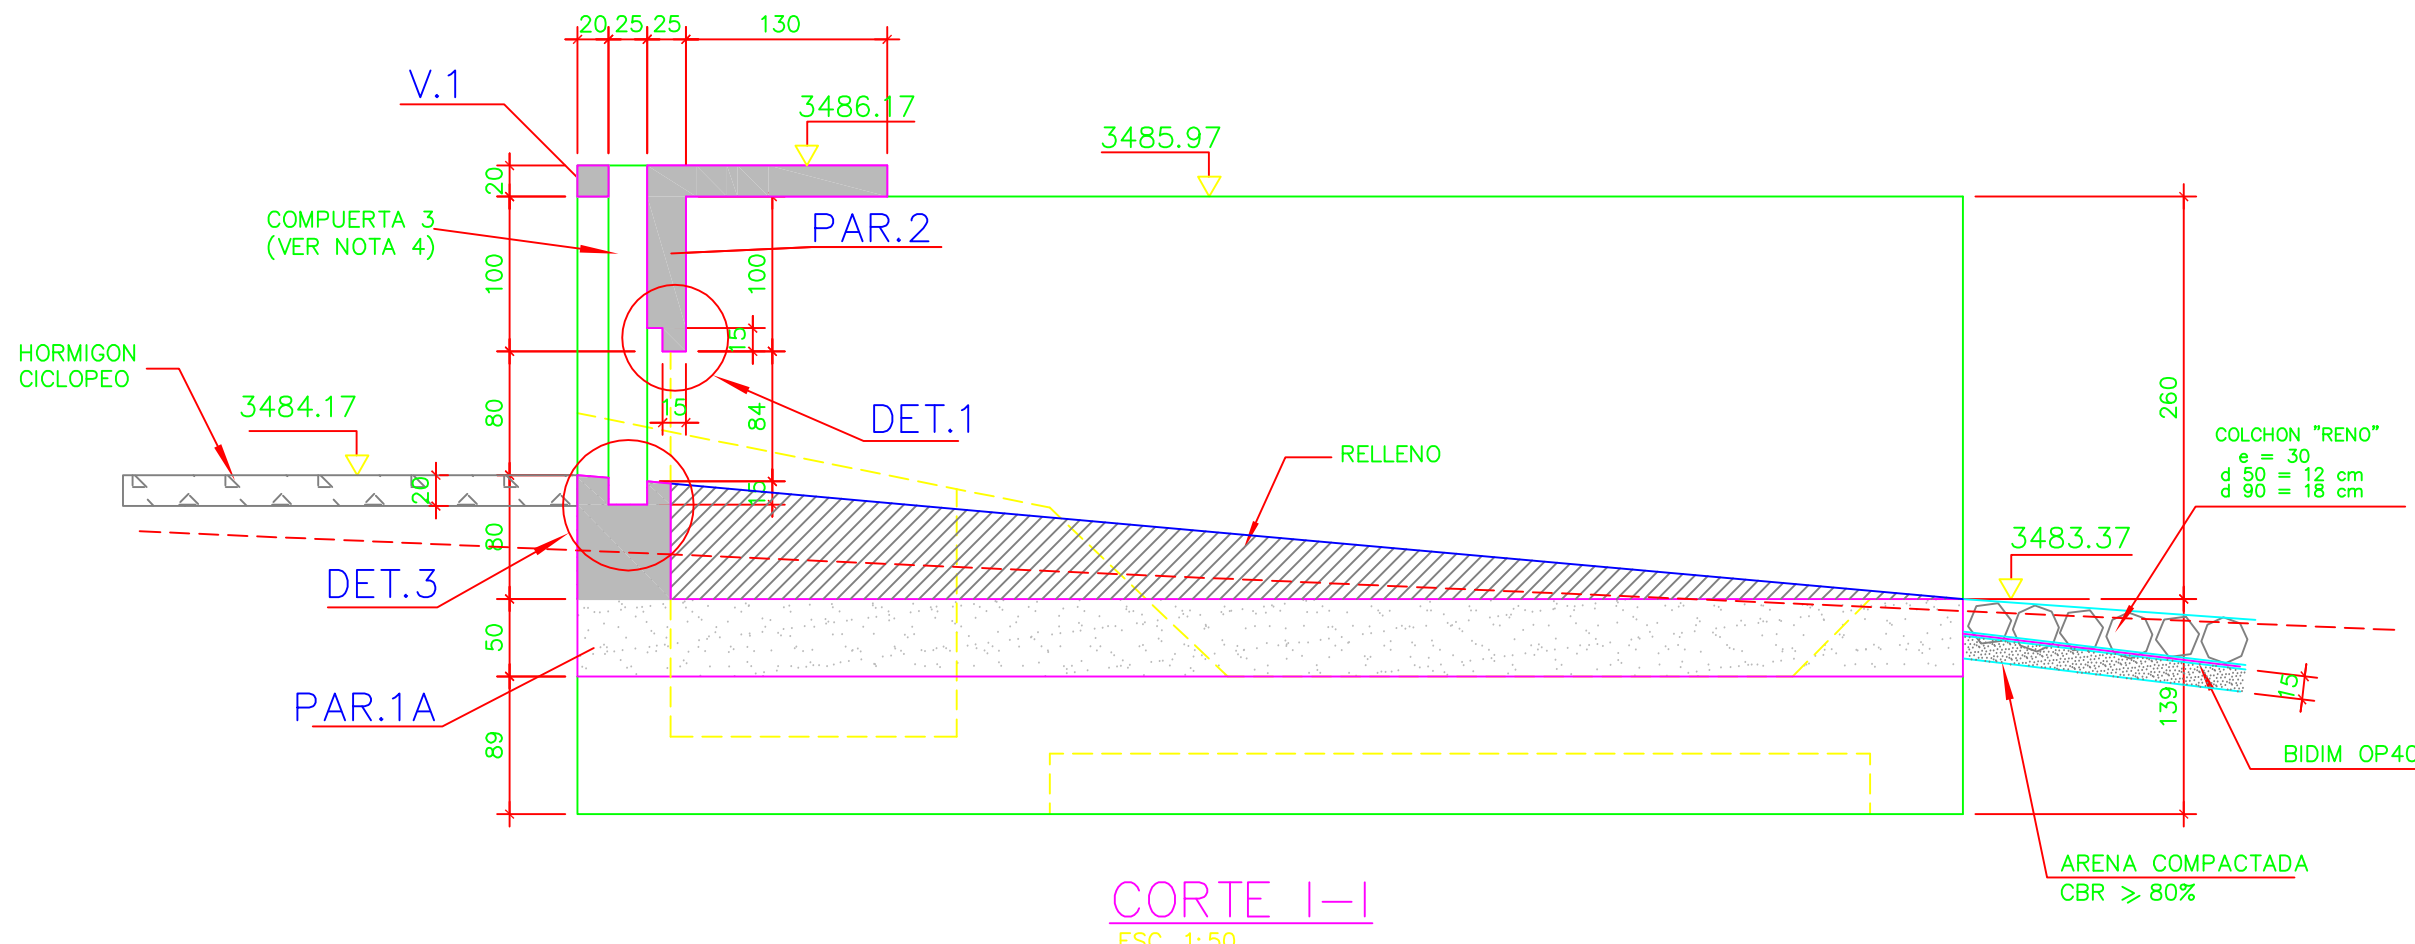 20 25 25 130
V.1
3486.17
3485.97
20
COMPUERTA 3
(VER NOTA 4)
PAR.2
100
100
15
HORMIGON
CICLOPEO
3484.17
80
15
84
DET.1
260
COLCHON "RENO"
e = 30
d 50 = 12 cm
d 90 = 18 cm
RELLENO
20
15
80
3483.37
DET.3
50
PAR.1A
89
139
15
BIDIM OP40
ARENA COMPACTADA
CBR ⩾ 80%
CORTE I-I
ESC. 1:50